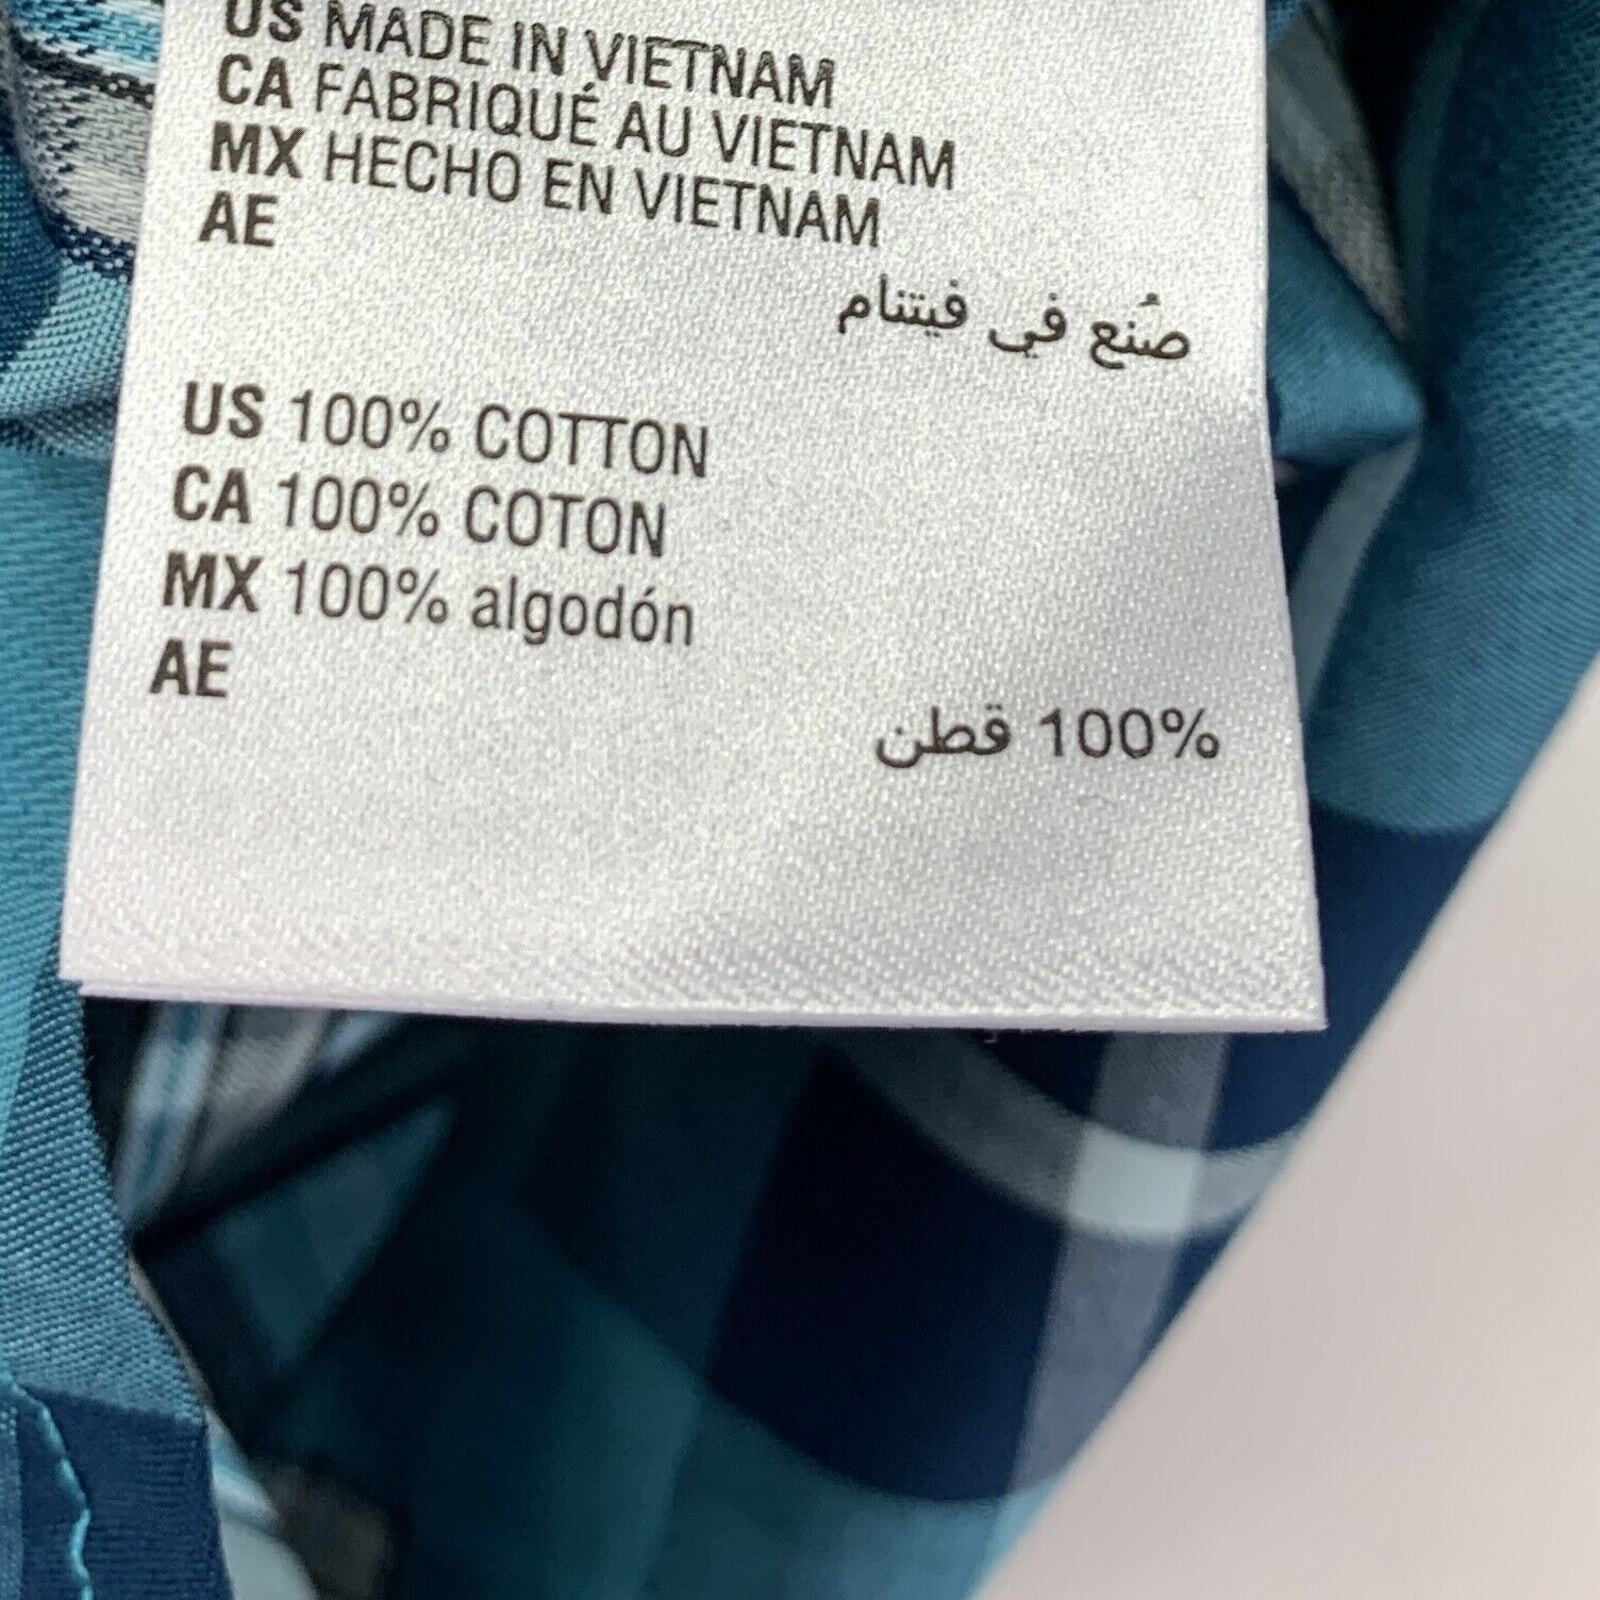 US MADE IN VIETNAM
CA FABRIQUÉ AU VIETNAM
MX HECHO EN VIETNAM
AE
صُنع في فيتنام
US 100% COTTON
CA 100% COTON
MX 100% algodón
AE
100% قطن